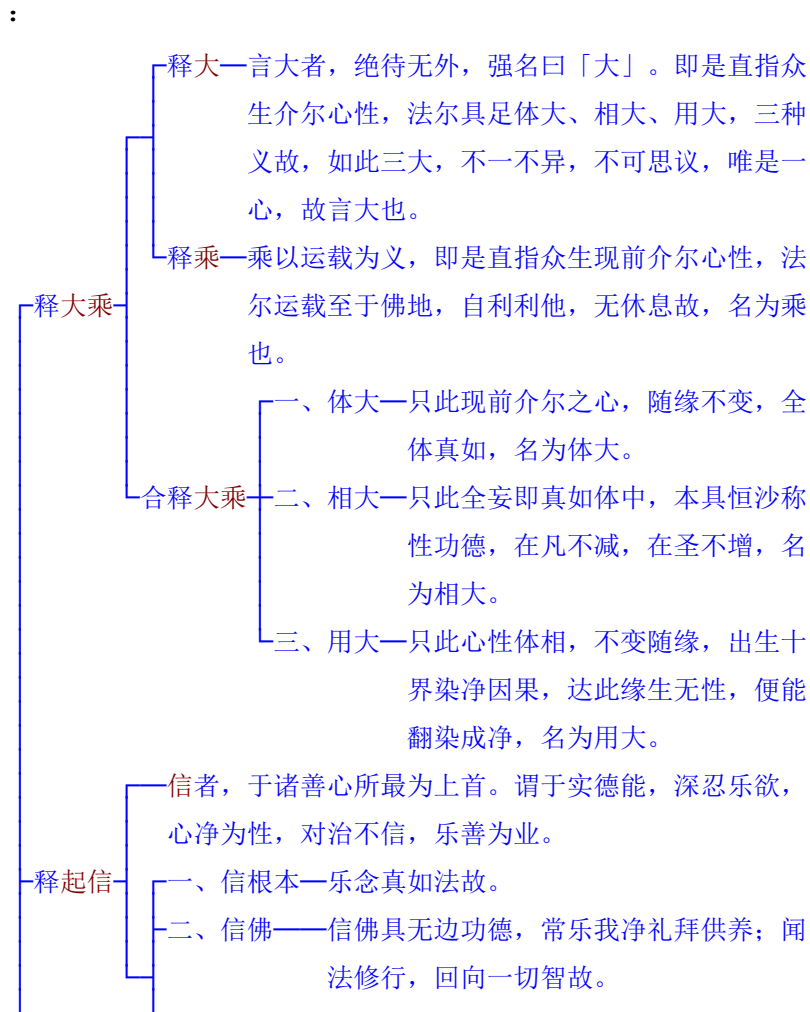 ：
释大—言大者，绝待无外，强名曰「大」。即是直指众
生介尔心性，法尔具足体大、相大、用大，三种
义故，如此三大，不一不异，不可思议，唯是一
心，故言大也。
释乘—乘以运载为义，即是直指众生现前介尔心性，法
释大乘
尔运载至于佛地，自利利他，无休息故，名为乘
也。
一、体大—只此现前介尔之心，随缘不变，全
体真如，名为体大。
合释大乘
二、相大—只此全妄即真如体中，本具恒沙称
性功德，在凡不减，在圣不增，名
为相大。
三、用大—只此心性体相，不变随缘，出生十
界染净因果，达此缘生无性，便能
翻染成净，名为用大。
信者，于诸善心所最为上首。谓于实德能，深忍乐欲，
心净为性，对治不信，乐善为业。
释起信
一、信根本—乐念真如法故。
二、信佛——信佛具无边功德，常乐我净礼拜供养；闻
法修行，回向一切智故。